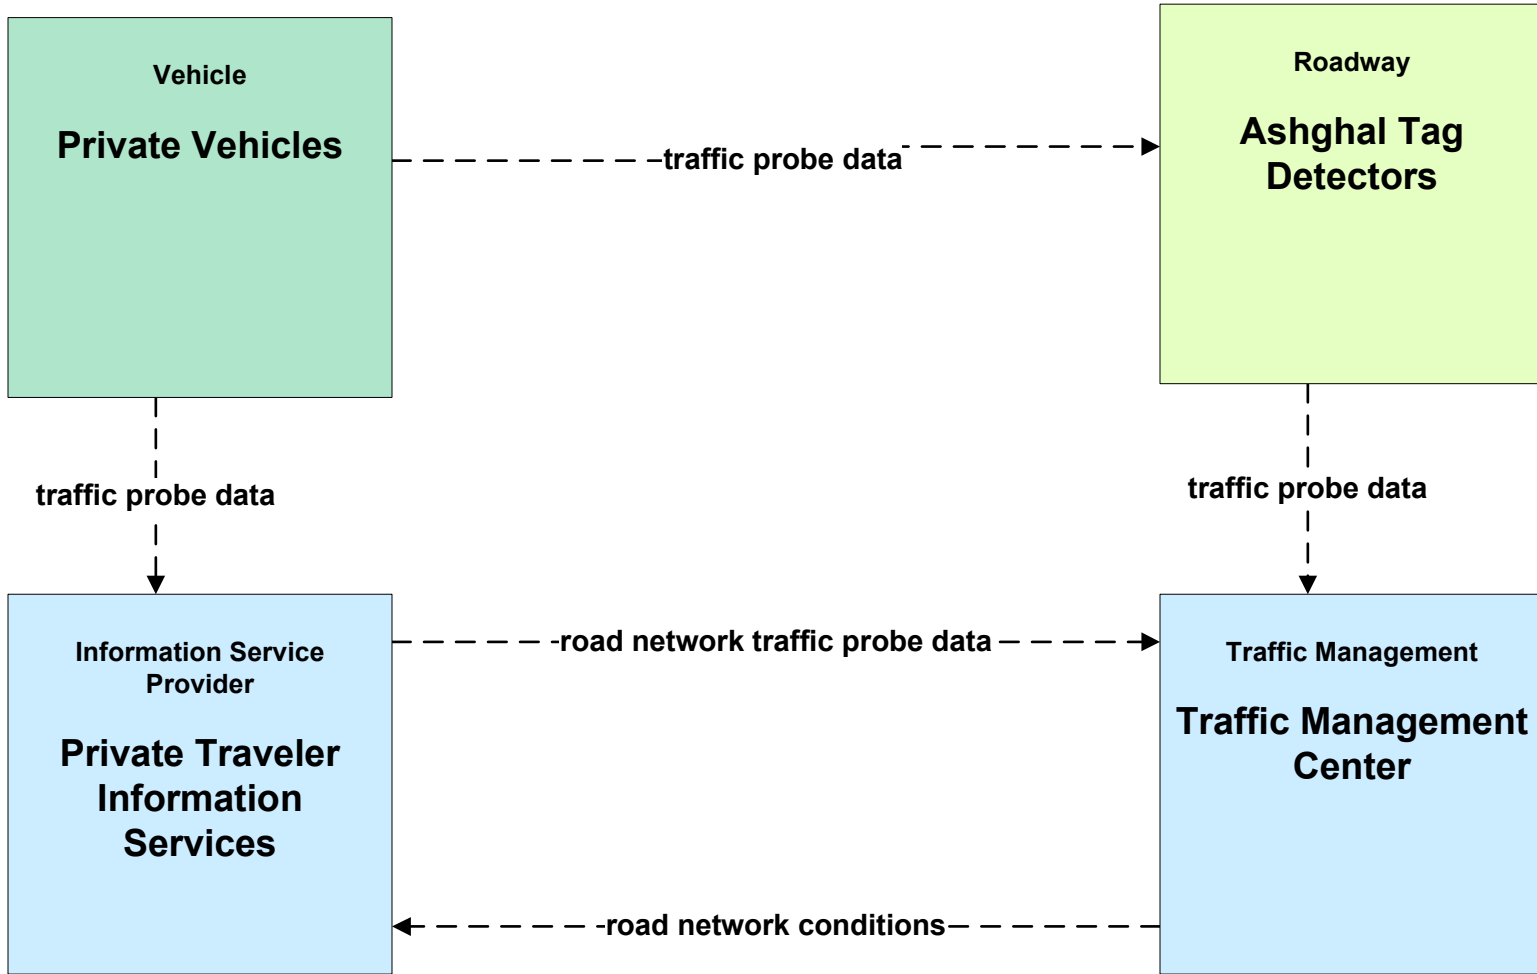 Vehicle
Private Vehicles
Roadway
Ashghal Tag
Detectors
traffic probe data
traffic probe data
traffic probe data
Information Service
Provider
Private Traveler
Information
Services
road network traffic probe data
Traffic Management
Traffic Management
Center
road network conditions